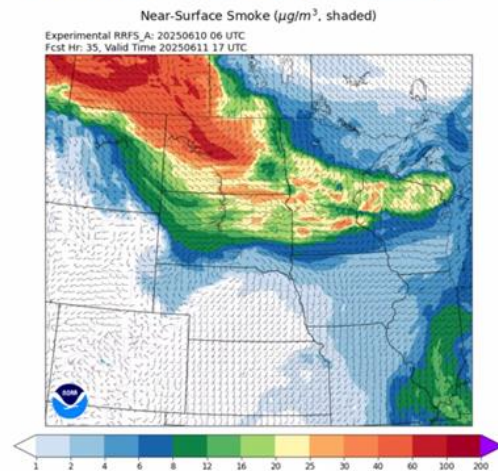 Near-Surface Smoke (μg/m³, shaded)
Experimental RRFS_A: 20250610 06 UTC
Fcst Hr: 35, Valid Time 20250611 17 UTC
NOAA
1 2 4 6 8 12 16 20 25 30 40 60 100 200